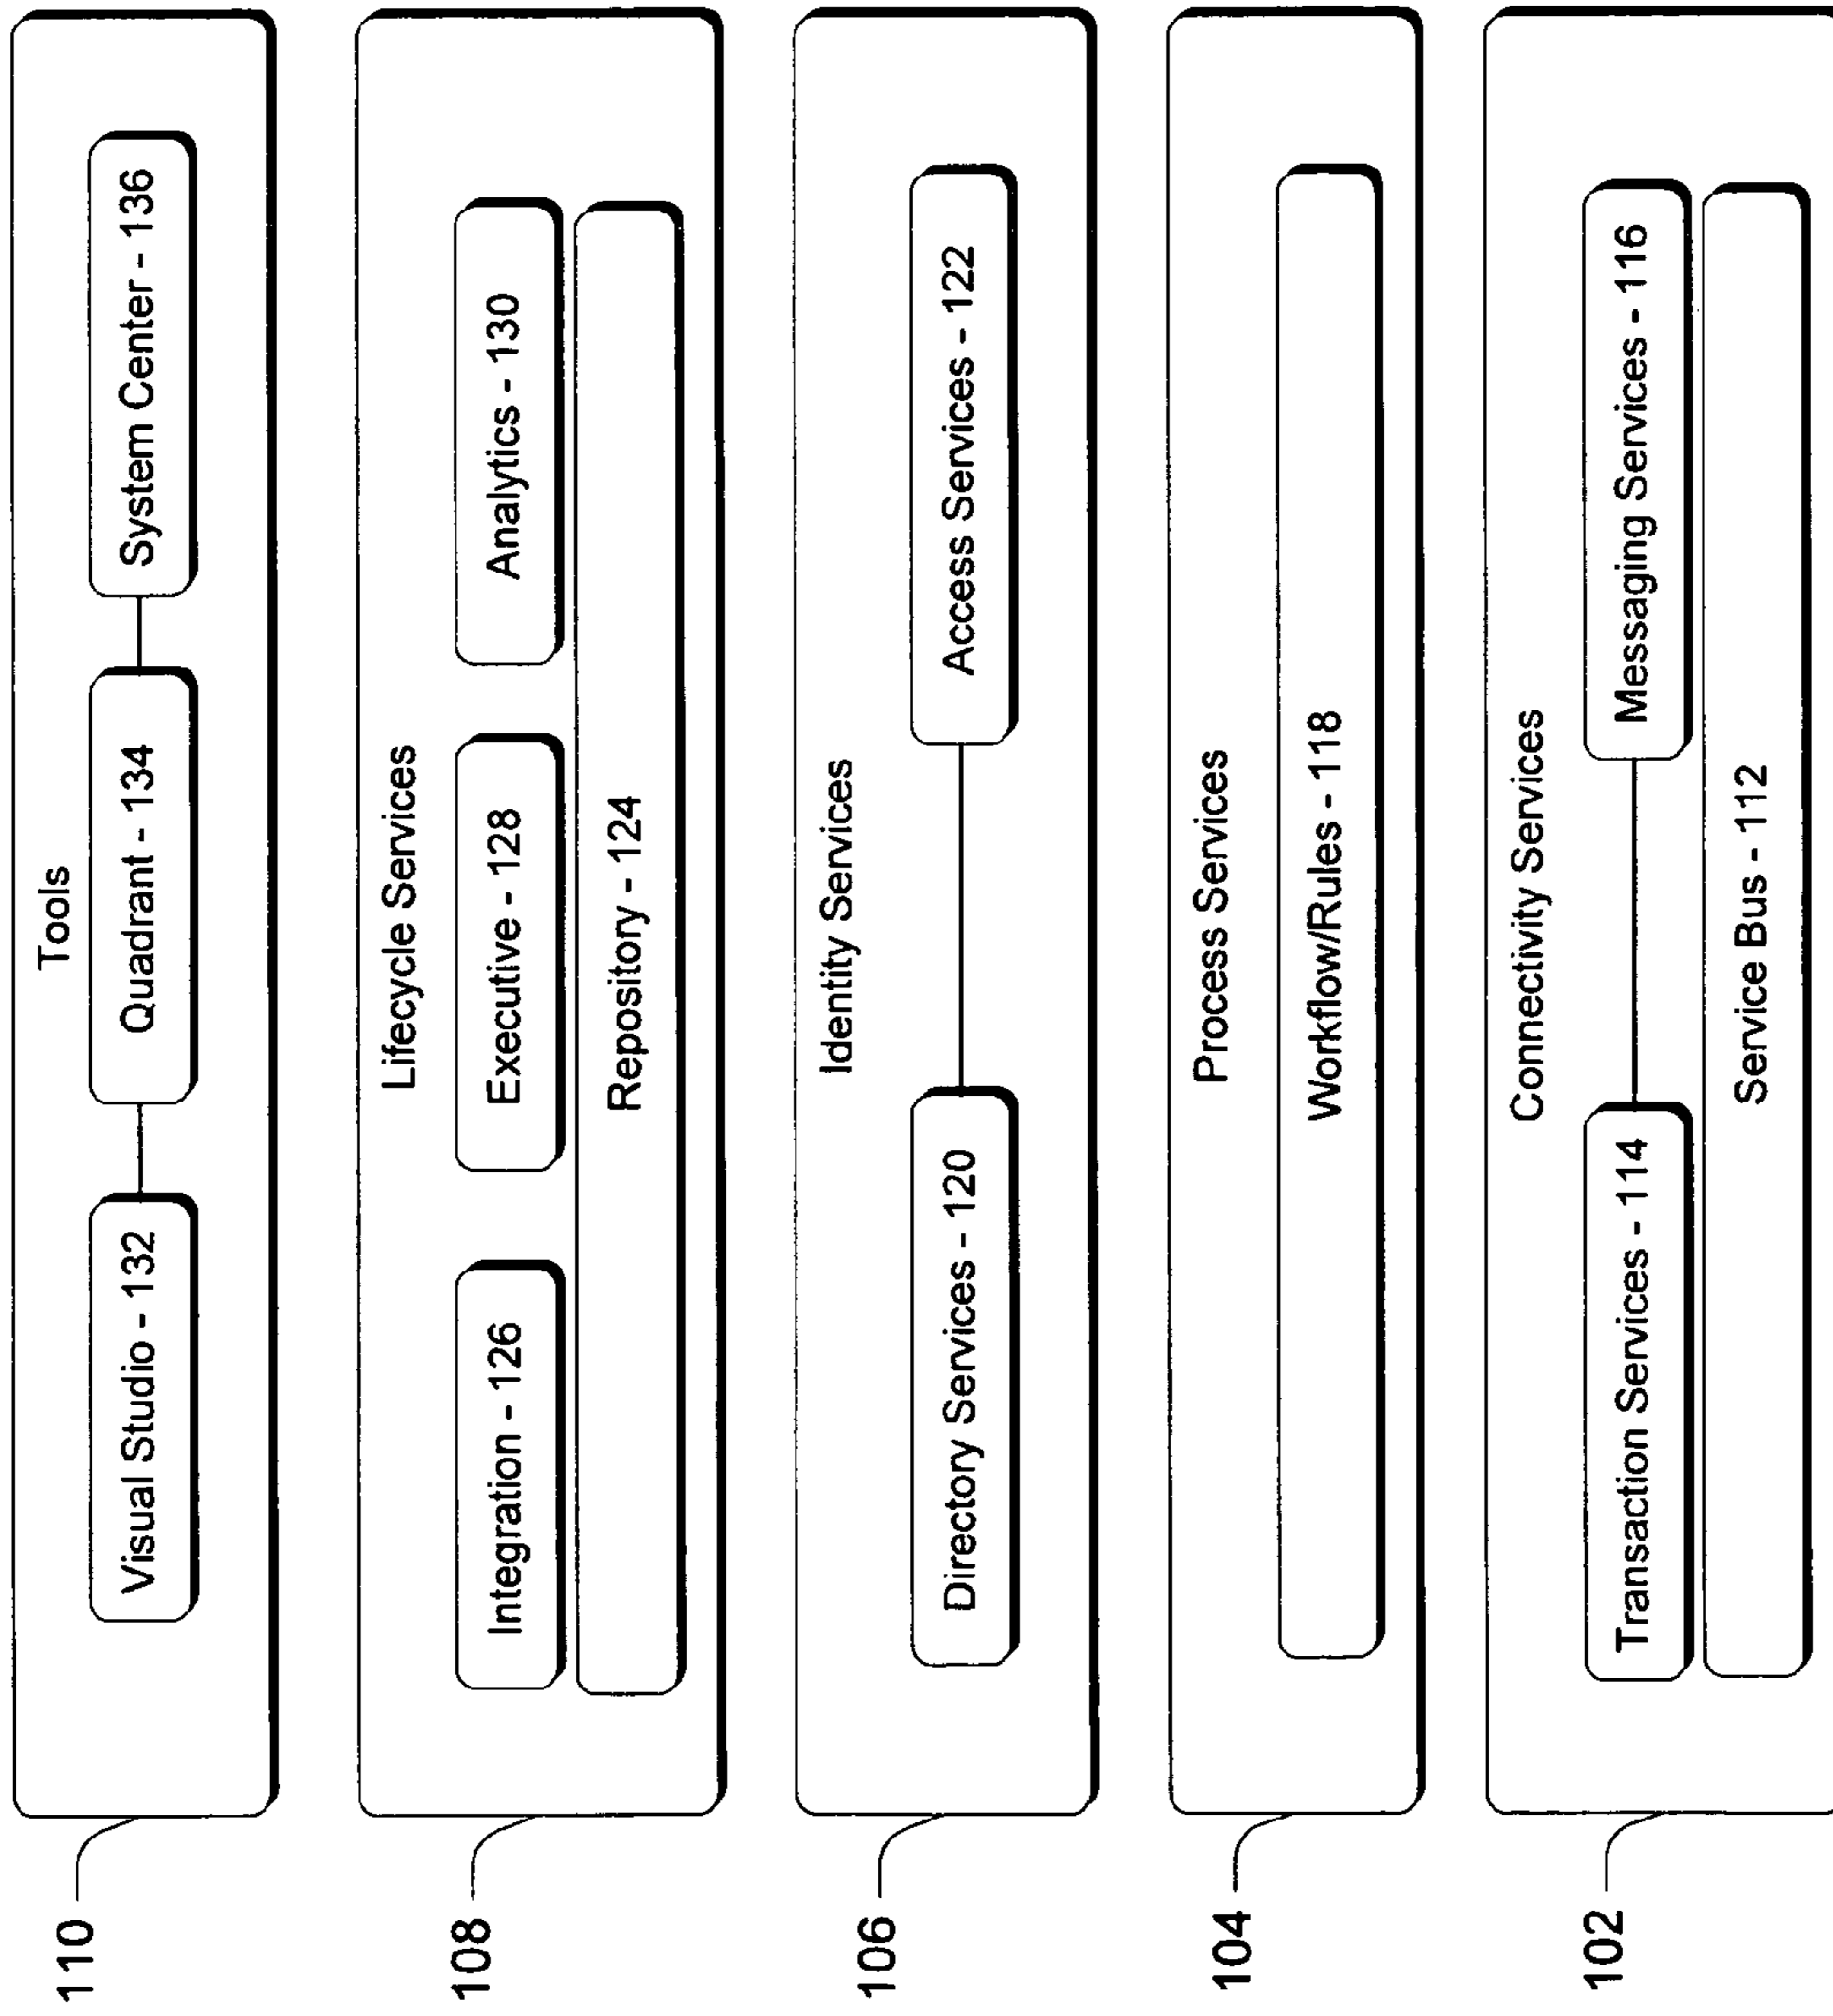 110
Tools
Visual Studio - 132
Quadrant - 134
System Center - 136
108
Lifecycle Services
Integration - 126
Executive - 128
Analytics - 130
Repository - 124
106
Identity Services
Directory Services - 120
Access Services - 122
104
Process Services
Workflow/Rules - 118
102
Connectivity Services
Transaction Services - 114
Messaging Services - 116
Service Bus - 112